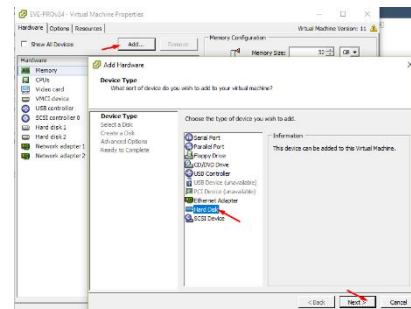 EVE-PROv24 - Virtual Machine Properties
Hardware Options Resources
Virtual Machine Version: 11
Show All Devices
Add...
Remove
Memory Configuration
Memory Size: 32 GB
Hardware
Memory
CPUs
Video card
VMCI device
USB controller
SCSI controller 0
Hard disk 1
Hard disk 2
Network adapter 1
Network adapter 2
Add Hardware
Device Type
What sort of device do you wish to add to your virtual machine?
Device Type
Select a Disk
Create a Disk
Advanced Options
Ready to Complete
Choose the type of device you wish to add.
Serial Port
Parallel Port
Floppy Drive
CD/DVD Drive
USB Controller
USB Device (unavailable)
PCI Device (unavailable)
Ethernet Adapter
Hard Disk
SCSI Device
Information
This device can be added to this Virtual Machine.
< Back
Next >
Cancel